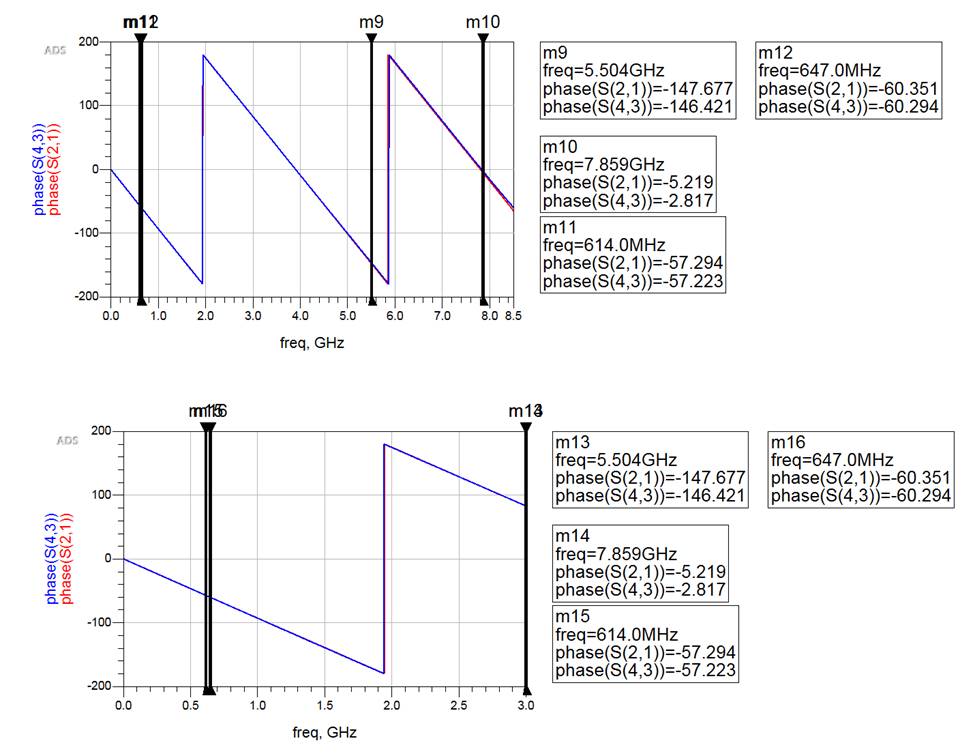 m12
m9
m10
ADS
200
100
0
-100
-200
phase(S(4,3))
phase(S(2,1))
0.0 1.0 2.0 3.0 4.0 5.0 6.0 7.0 8.0 8.5
freq, GHz
m9
freq=5.504GHz
phase(S(2,1))=-147.677
phase(S(4,3))=-146.421
m12
freq=647.0MHz
phase(S(2,1))=-60.351
phase(S(4,3))=-60.294
m10
freq=7.859GHz
phase(S(2,1))=-5.219
phase(S(4,3))=-2.817
m11
freq=614.0MHz
phase(S(2,1))=-57.294
phase(S(4,3))=-57.223
ADS
200
100
0
-100
-200
phase(S(4,3))
phase(S(2,1))
0.0 0.5 1.0 1.5 2.0 2.5 3.0
freq, GHz
m13
freq=5.504GHz
phase(S(2,1))=-147.677
phase(S(4,3))=-146.421
m16
freq=647.0MHz
phase(S(2,1))=-60.351
phase(S(4,3))=-60.294
m14
freq=7.859GHz
phase(S(2,1))=-5.219
phase(S(4,3))=-2.817
m15
freq=614.0MHz
phase(S(2,1))=-57.294
phase(S(4,3))=-57.223